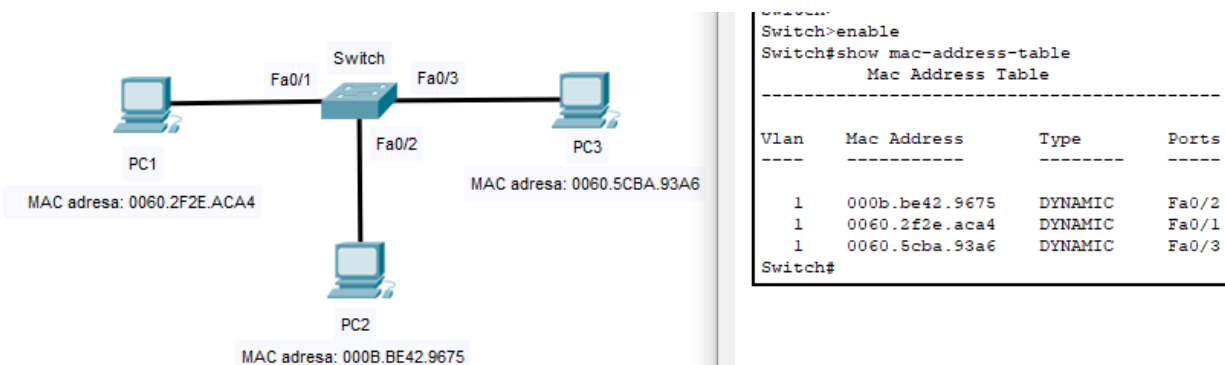 Switch
Fa0/1
Fa0/3
Fa0/2
PC1
PC3
MAC adresa: 0060.2F2E.ACA4
MAC adresa: 0060.5CBA.93A6
PC2
MAC adresa: 000B.BE42.9675
Switch>enable
Switch#show mac-address-table
Mac Address Table
-------------------------------------------
Vlan Mac Address Type Ports
---- ----------- -------- -----
1 000b.be42.9675 DYNAMIC Fa0/2
1 0060.2f2e.aca4 DYNAMIC Fa0/1
1 0060.5cba.93a6 DYNAMIC Fa0/3
Switch#